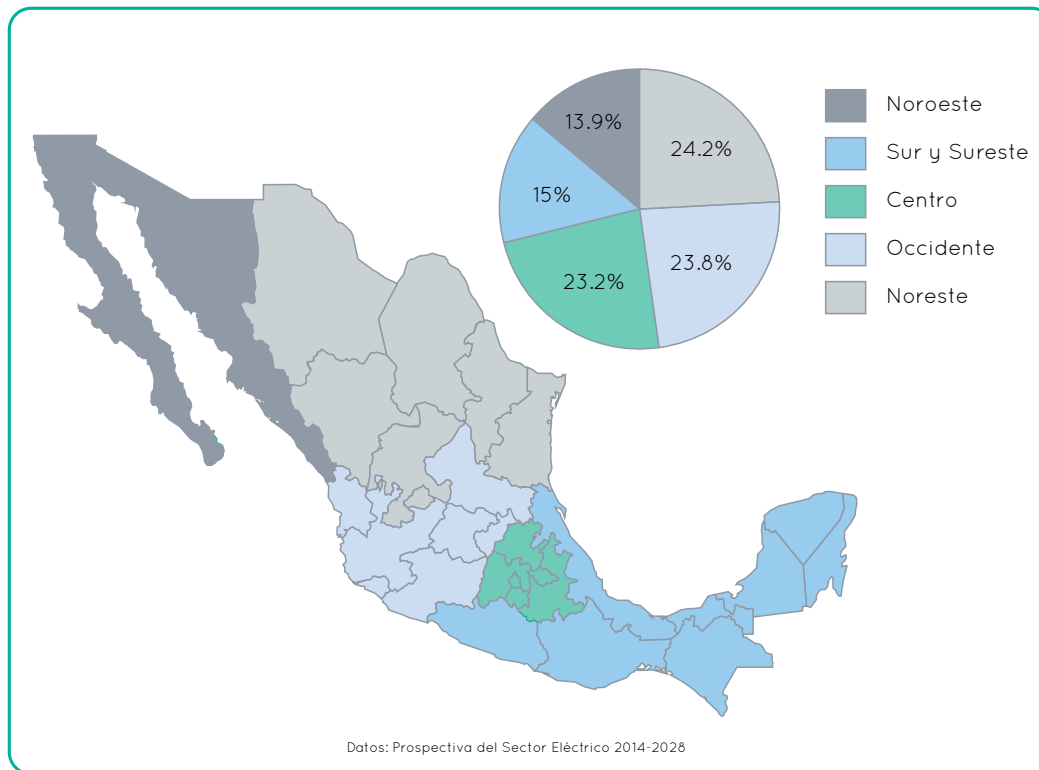 13.9%
24.2%
15%
23.8%
23.2%
Noroeste
Sur y Sureste
Centro
Occidente
Noreste
Datos: Prospectiva del Sector Eléctrico 2014-2028